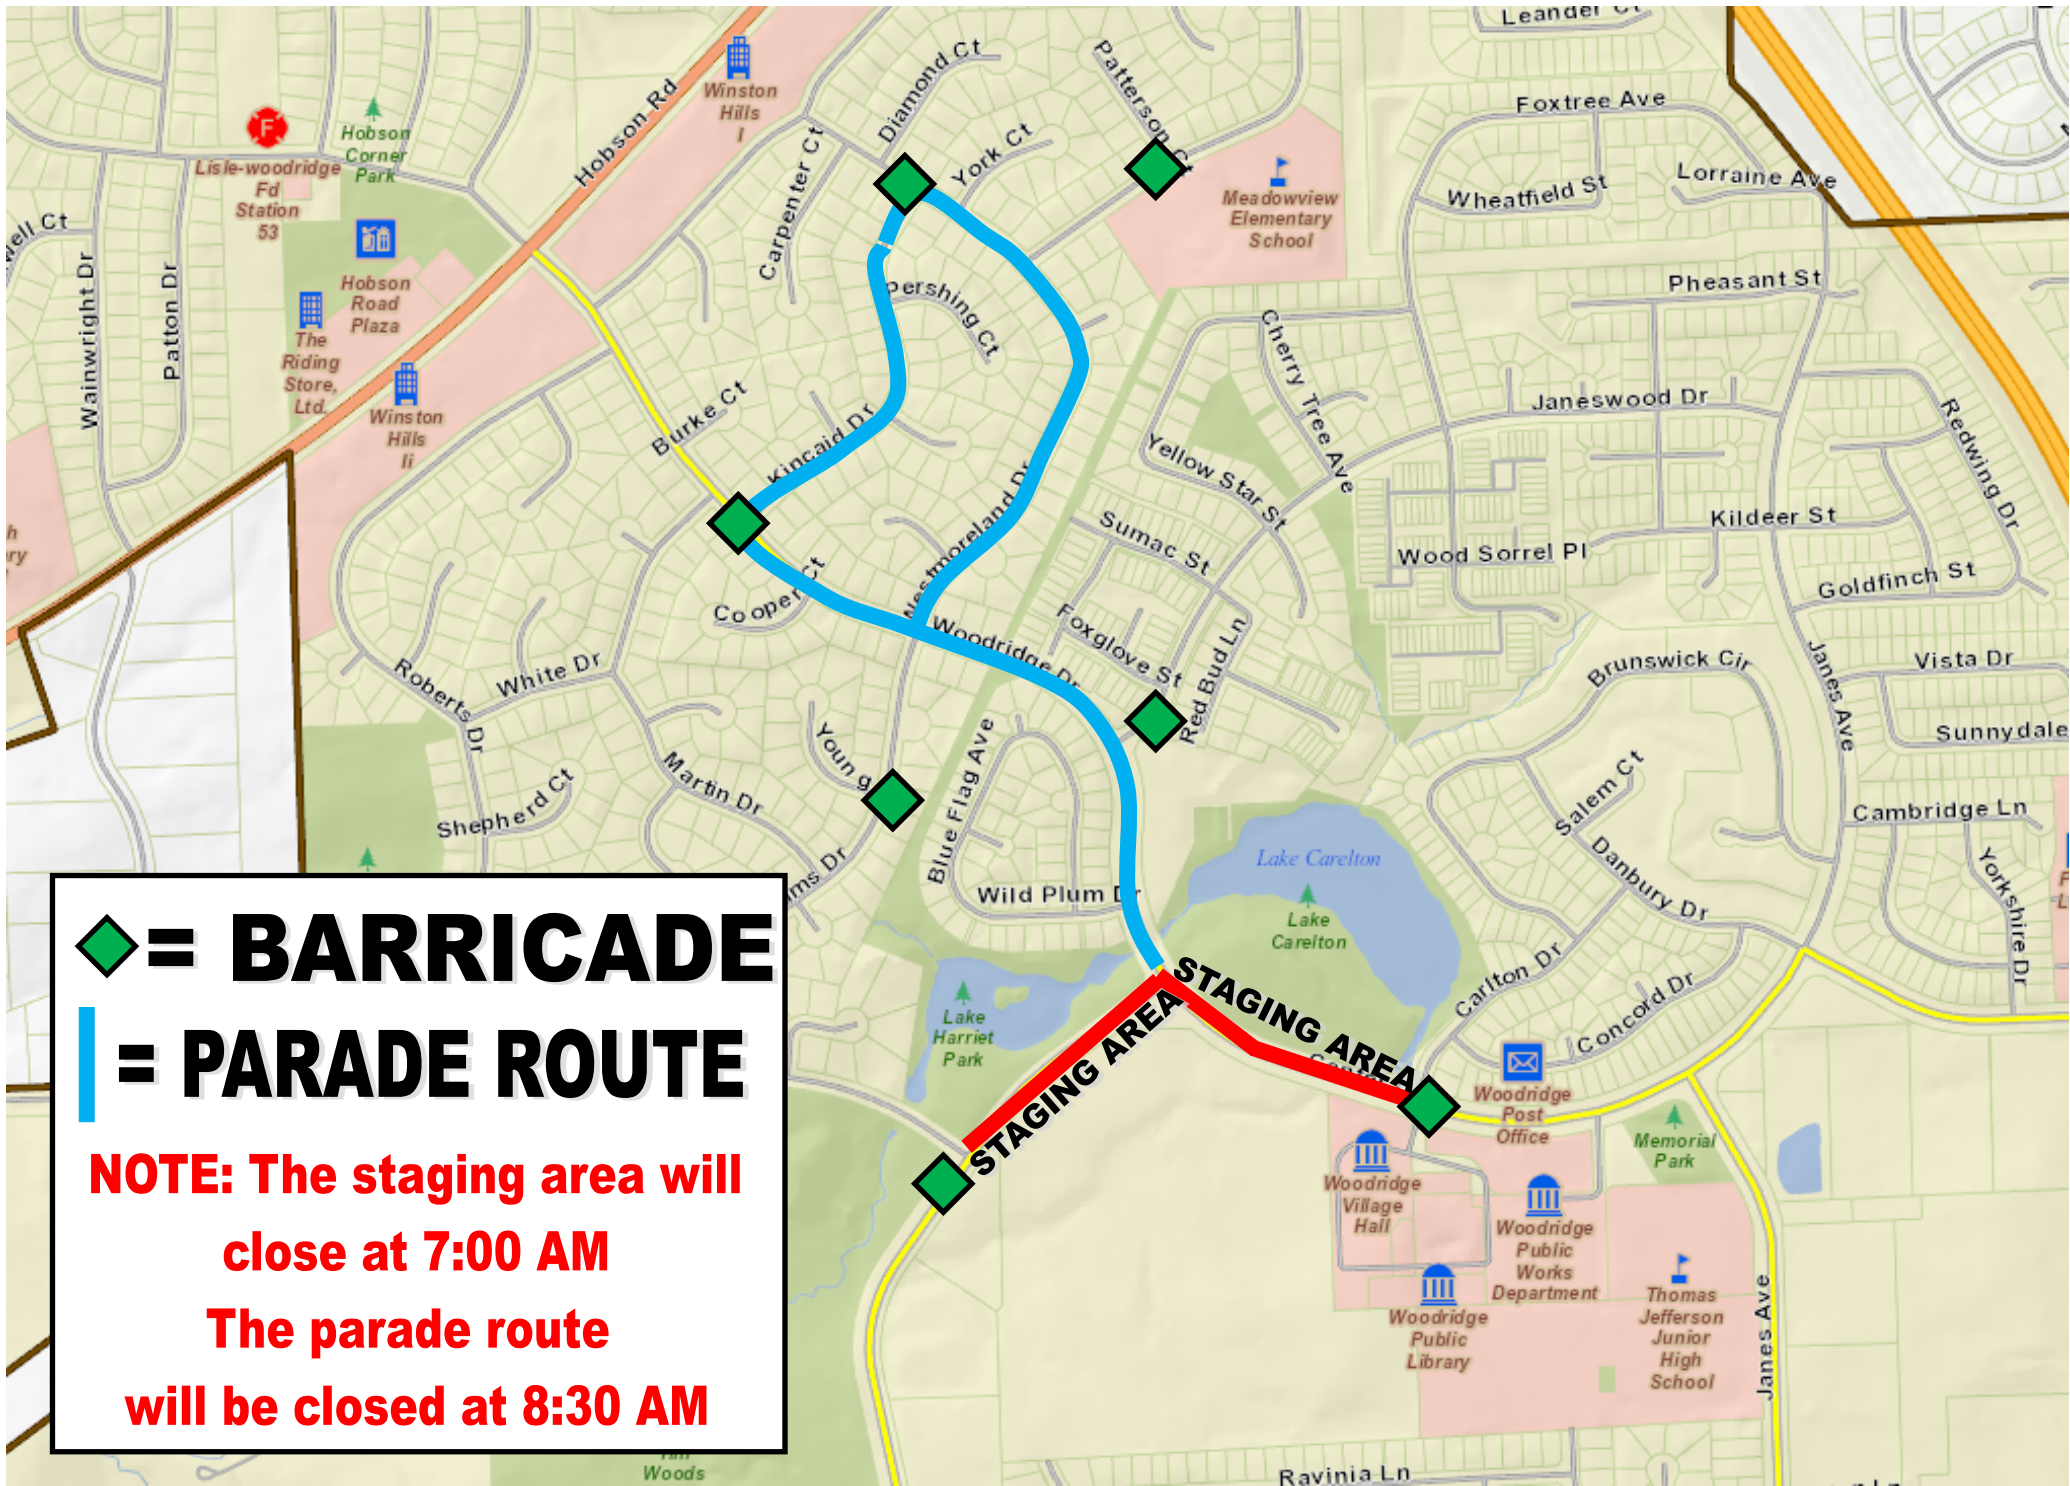 Leander Ct
Diamond Ct
Patterson Ct
Hobson Rd
Winston
Hills
I
Foxtree Ave
Hobson
Corner
Park
F
Lisle-woodridge
Fd
Station
53
York Ct
Carpenter Ct
Meadowview
Elementary
School
Wheatfield St
Lorraine Ave
Wainwright Dr
Patton Dr
Hobson
Road
Plaza
Pershing Ct
Pheasant St
The
Riding
Store,
Ltd.
Cherry Tree Ave
Winston
Hills
Ii
Burke Ct
Kincaid Dr
Janeswood Dr
Redwing Dr
Yellow Star St
Westmoreland Dr
Sumac St
Kildeer St
Wood Sorrel Pl
Cooper Ct
Goldfinch St
Woodridge Dr
Foxglove St
Red Bud Ln
Brunswick Cir
Janes Ave
Vista Dr
Roberts Dr
White Dr
Sunnydale
Young
Blue Flag Ave
Martin Dr
Shepherd Ct
Salem Ct
Cambridge Ln
Danbury Dr
Yorkshire Dr
Lake Carelton
Wild Plum Dr
Lake
Carelton
Carlton Dr
Concord Dr
= BARRICADE
= PARADE ROUTE
NOTE: The staging area will
close at 7:00 AM
The parade route
will be closed at 8:30 AM
Lake
Harriet
Park
STAGING AREA
STAGING AREA
Woodridge
Post
Office
Memorial
Park
Woodridge
Village
Hall
Woodridge
Public
Works
Department
Woodridge
Public
Library
Thomas
Jefferson
Junior
High
School
Janes Ave
Woods
Ravinia Ln